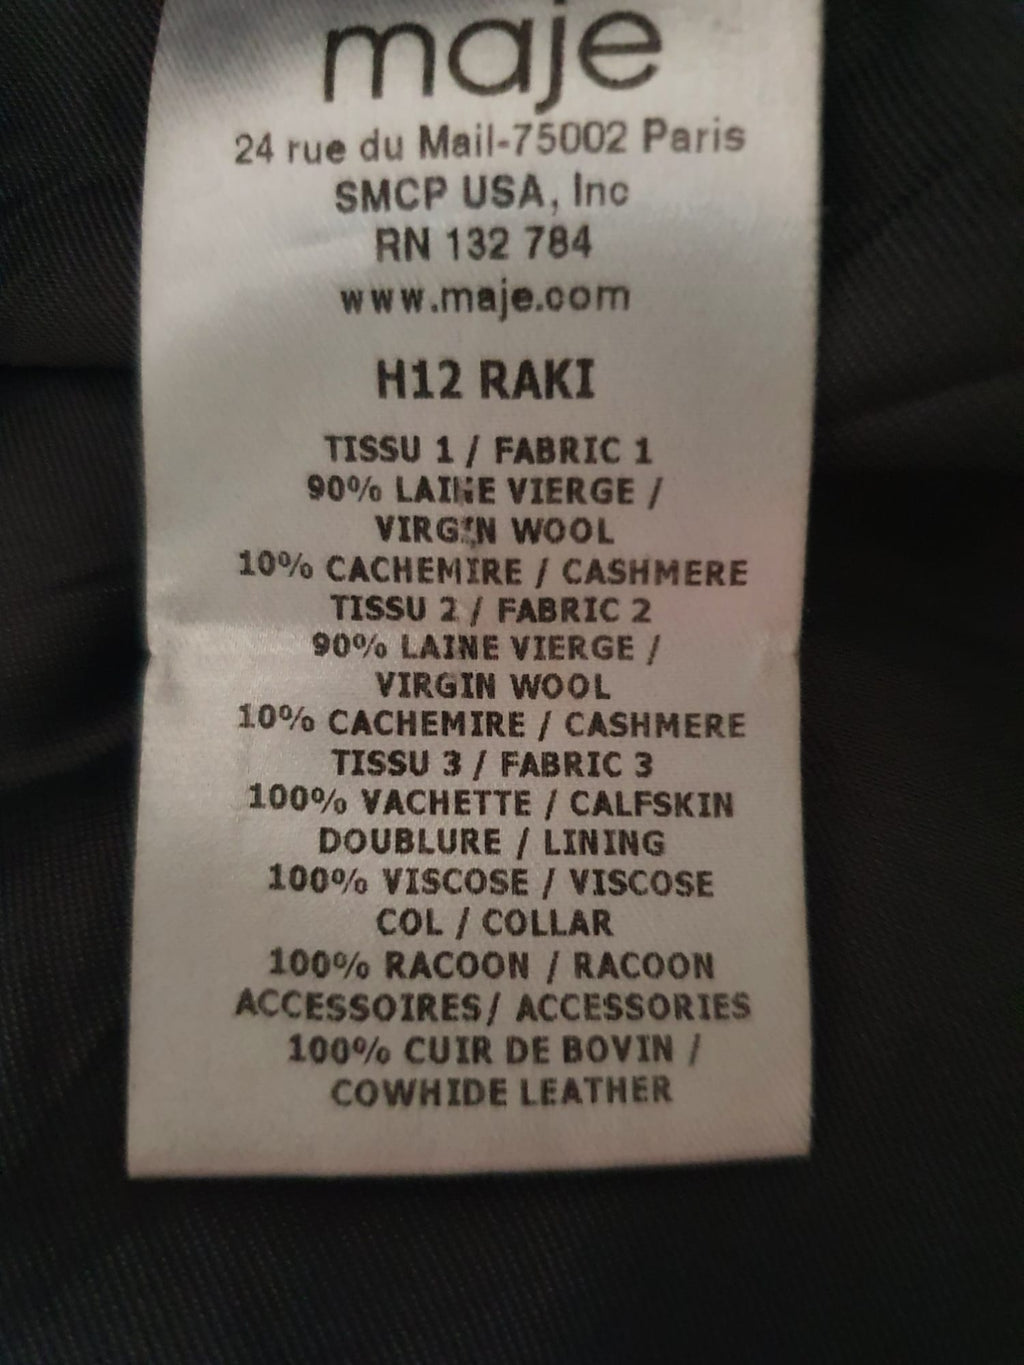 maje
24 rue du Mail-75002 Paris
SMCP USA, Inc
RN 132 784
www.maje.com
H12 RAKI
TISSU 1 / FABRIC 1
90% LAINE VIERGE /
VIRGIN WOOL
10% CACHEMIRE / CASHMERE
TISSU 2 / FABRIC 2
90% LAINE VIERGE /
VIRGIN WOOL
10% CACHEMIRE / CASHMERE
TISSU 3 / FABRIC 3
100% VACHETTE / CALFSKIN
DOUBLURE / LINING
100% VISCOSE / VISCOSE
COL / COLLAR
100% RACOON / RACOON
ACCESSOIRES/ ACCESSORIES
100% CUIR DE BOVIN /
COWHIDE LEATHER